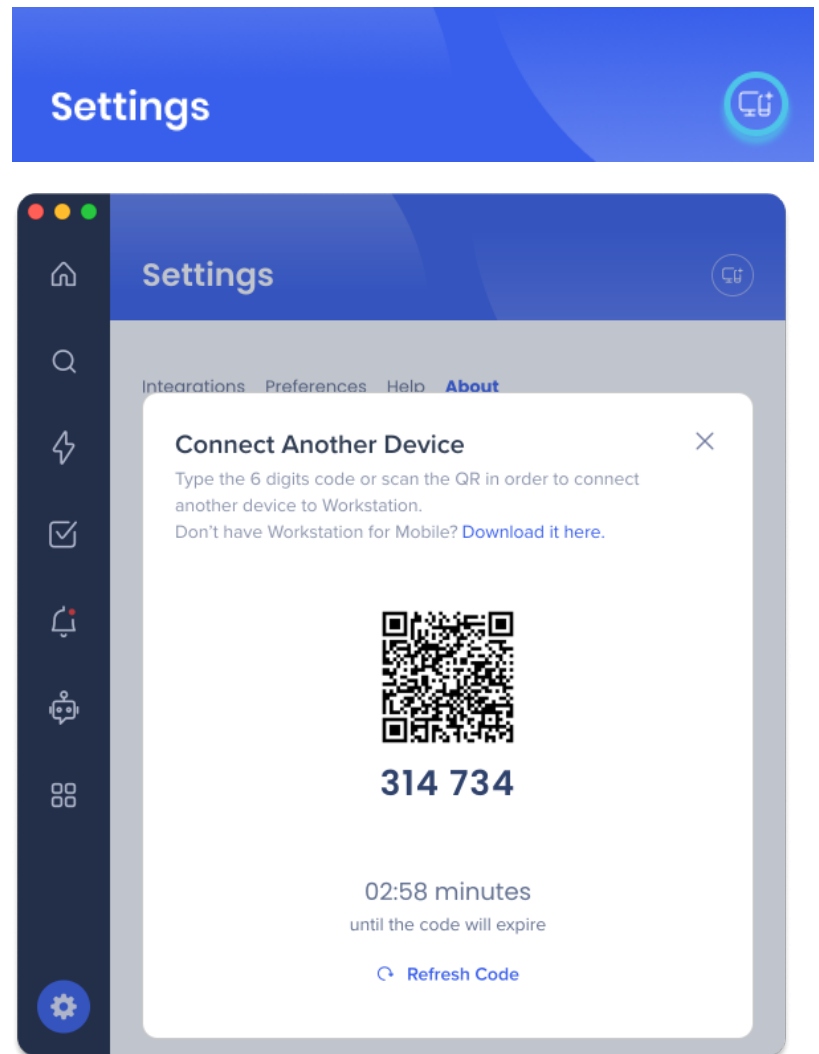 Settings
Settings
Integrations Preferences Help About
Connect Another Device
Type the 6 digits code or scan the QR in order to connect
another device to Workstation.
Don't have Workstation for Mobile? Download it here.
314 734
02:58 minutes
until the code will expire
Refresh Code